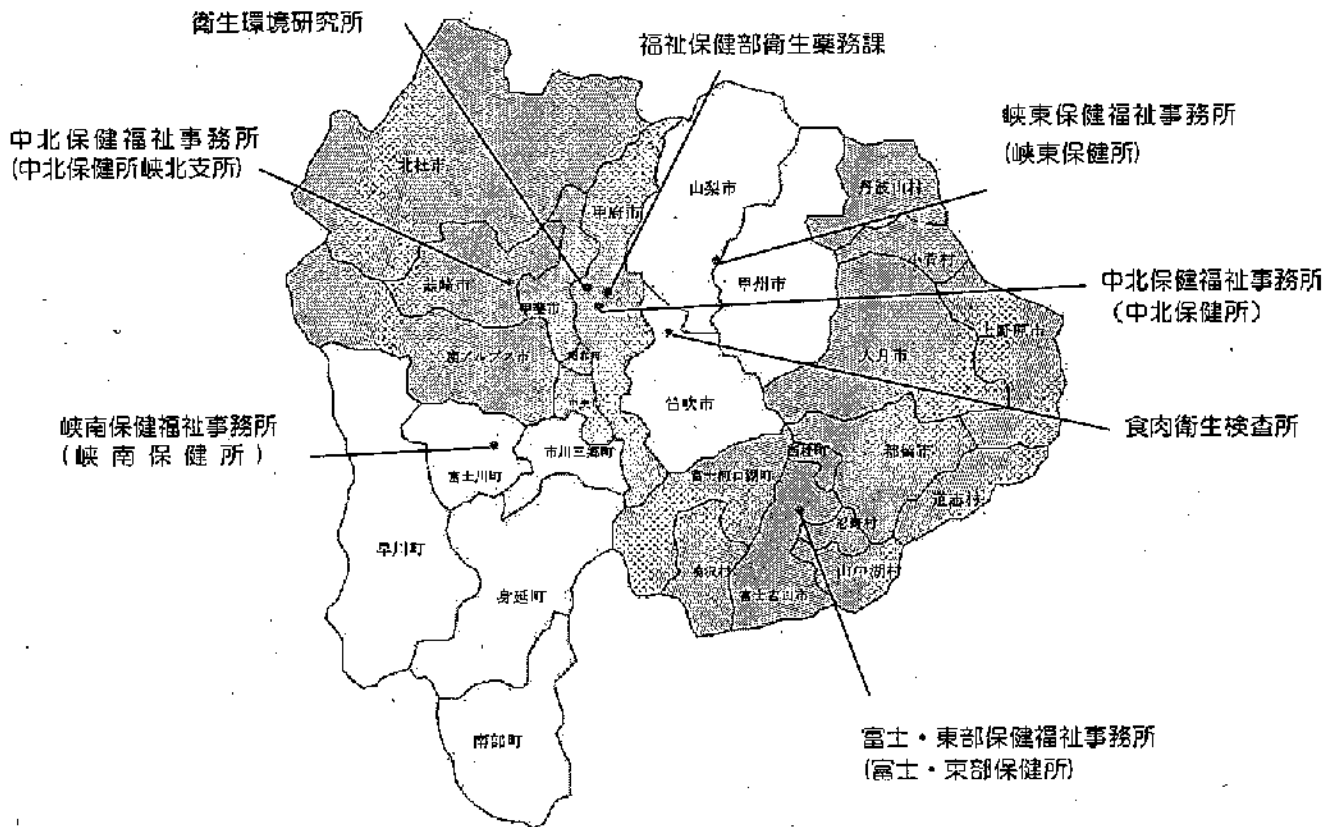 衛生環境研究所
福祉保健部衛生薬務課
中北保健福祉事務所
(中北保健所峡北支所)
峡東保健福祉事務所
(峡東保健所)
北杜市
甲府市
山梨市
丹波山村
小菅村
韮崎市
甲斐市
甲州市
中北保健福祉事務所
(中北保健所)
上野原市
大月市
南アルプス市
笛吹市
食肉衛生検査所
峡南保健福祉事務所
(峡南保健所)
富士川町
市川三郷町
富士河口湖町
西桂町
都留市
道志村
忍野村
早川町
鳴沢村
山中湖村
身延町
富士吉田市
南部町
富士・東部保健福祉事務所
(富士・東部保健所)